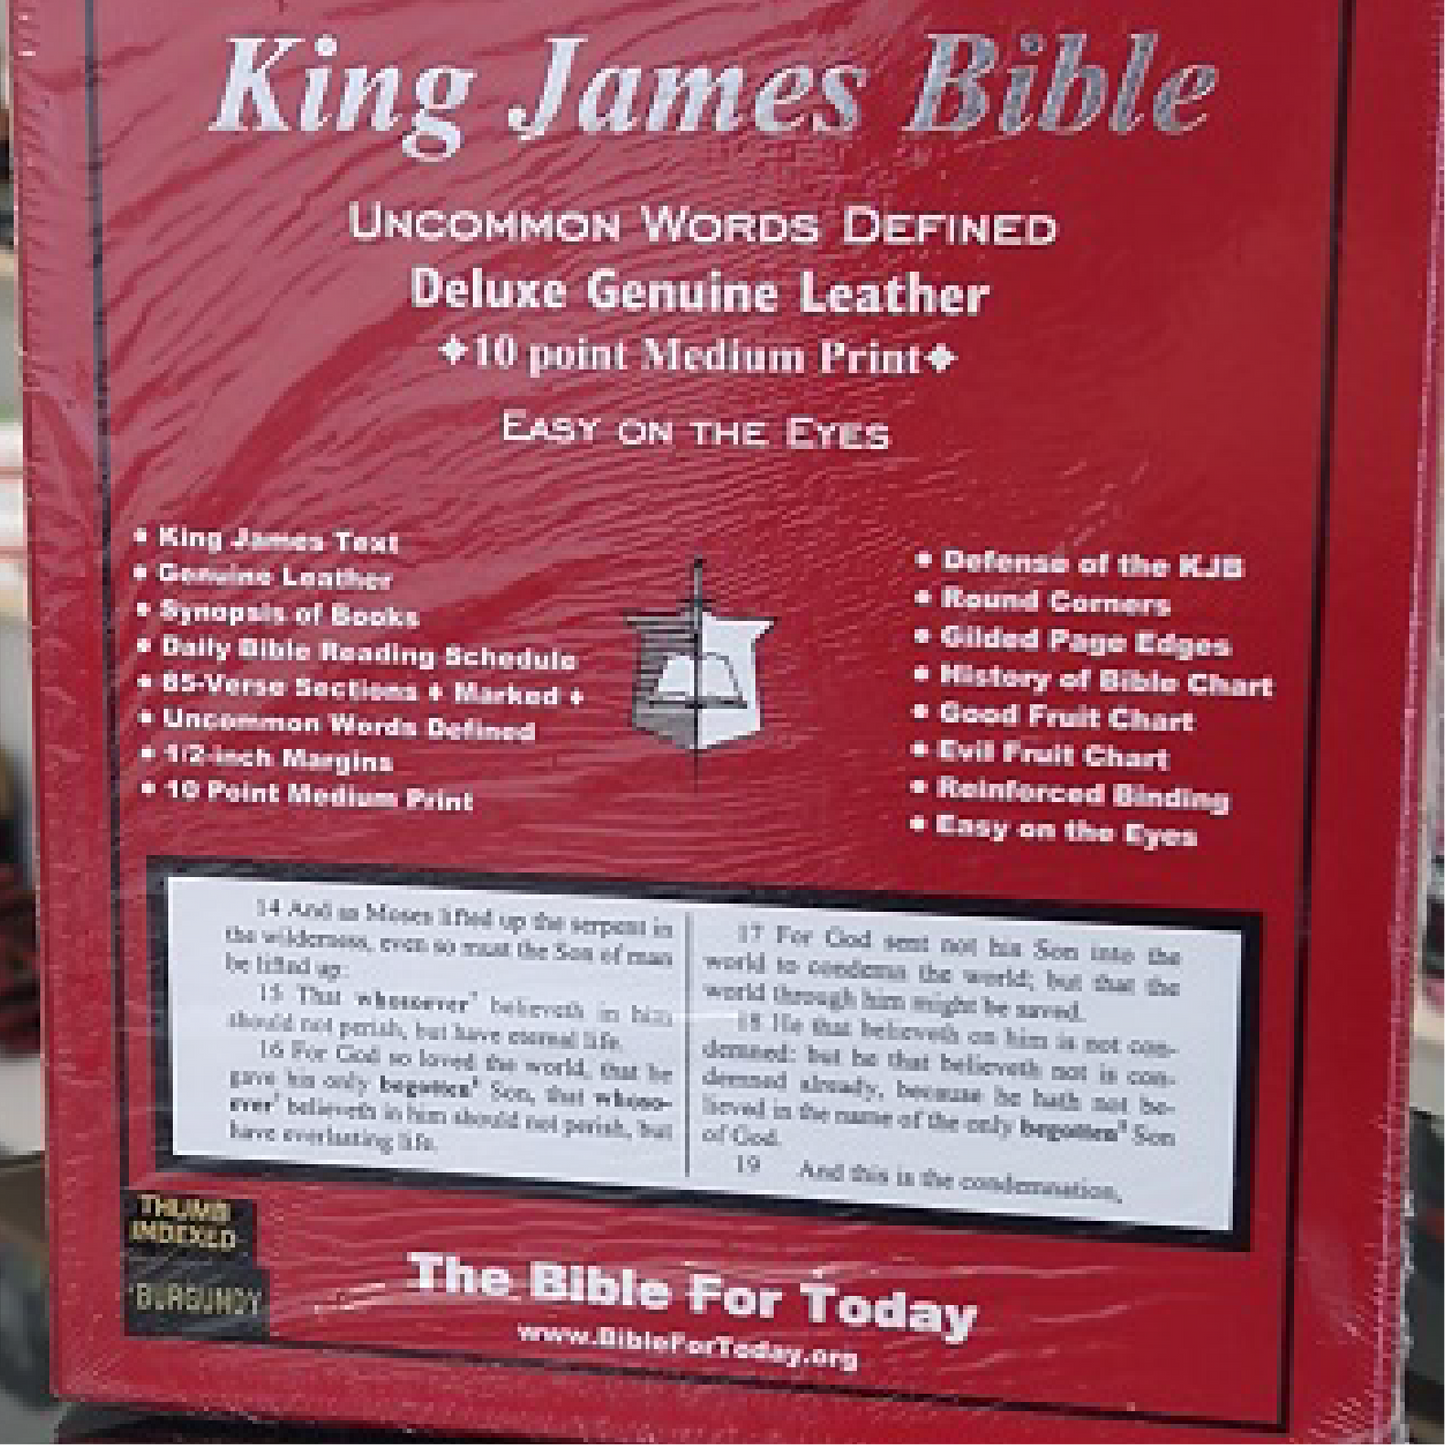 King James Bible
UNCOMMON WORDS DEFINED
Deluxe Genuine Leather
◆10 point Medium Print◆
EASY ON THE EYES
• King James Text
• Genuine Leather
• Synopsis of Books
• Daily Bible Reading Schedule
• 85-Verse Sections ♦ Marked ♦
• Uncommon Words Defined
• 1/2-inch Margins
• 10 Point Medium Print
• Defense of the KJB
• Round Corners
• Gilded Page Edges
• History of Bible Chart
• Good Fruit Chart
• Evil Fruit Chart
• Reinforced Binding
• Easy on the Eyes
14 And as Moses lifted up the serpent in
the wilderness, even so must the Son of man
be lifted up:
15 That whosoever* believeth in him
should not perish, but have eternal life.
16 For God so loved the world, that he
gave his only begotten* Son, that whoso-
ever* believeth in him should not perish, but
have everlasting life.
17 For God sent not his Son into the
world to condemn the world; but that the
world through him might be saved.
18 He that believeth on him is not con-
demned: but he that believeth not is con-
demned already, because he hath not be-
lieved in the name of the only begotten* Son
of God.
19 And this is the condemnation,
THUMB
INDEXED
BURGUNDY
The Bible For Today
www.BibleForToday.org